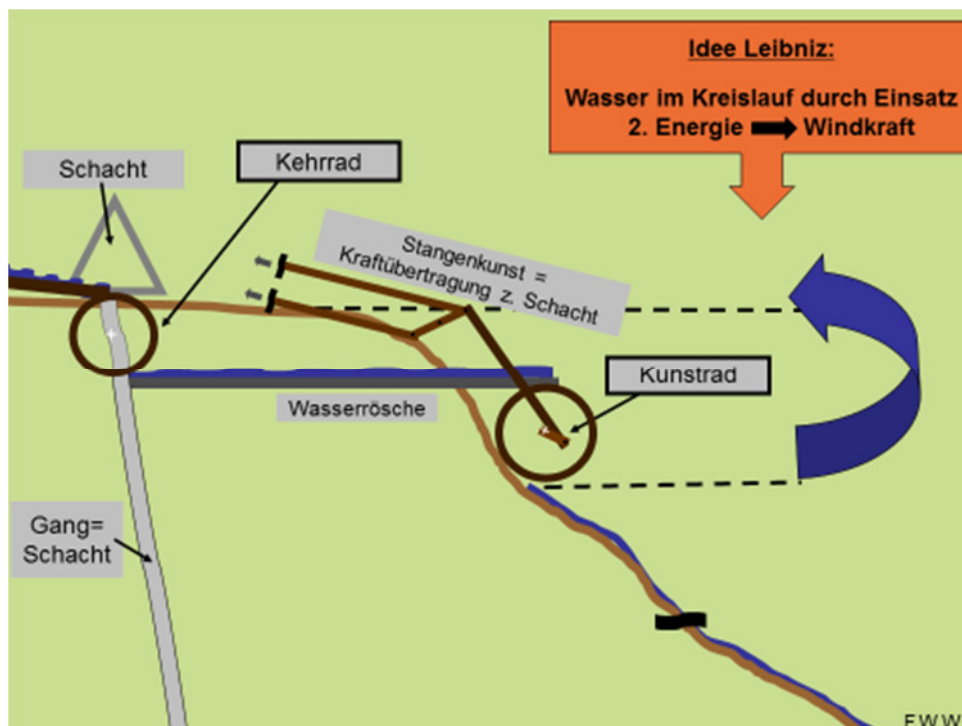 Idee Leibniz:
Wasser im Kreislauf durch Einsatz
2. Energie Windkraft
Schacht
Kehrrad
Stangenkunst =
Kraftübertragung z. Schacht
Kunstrad
Wasserrösche
Gang=
Schacht
F.W.W